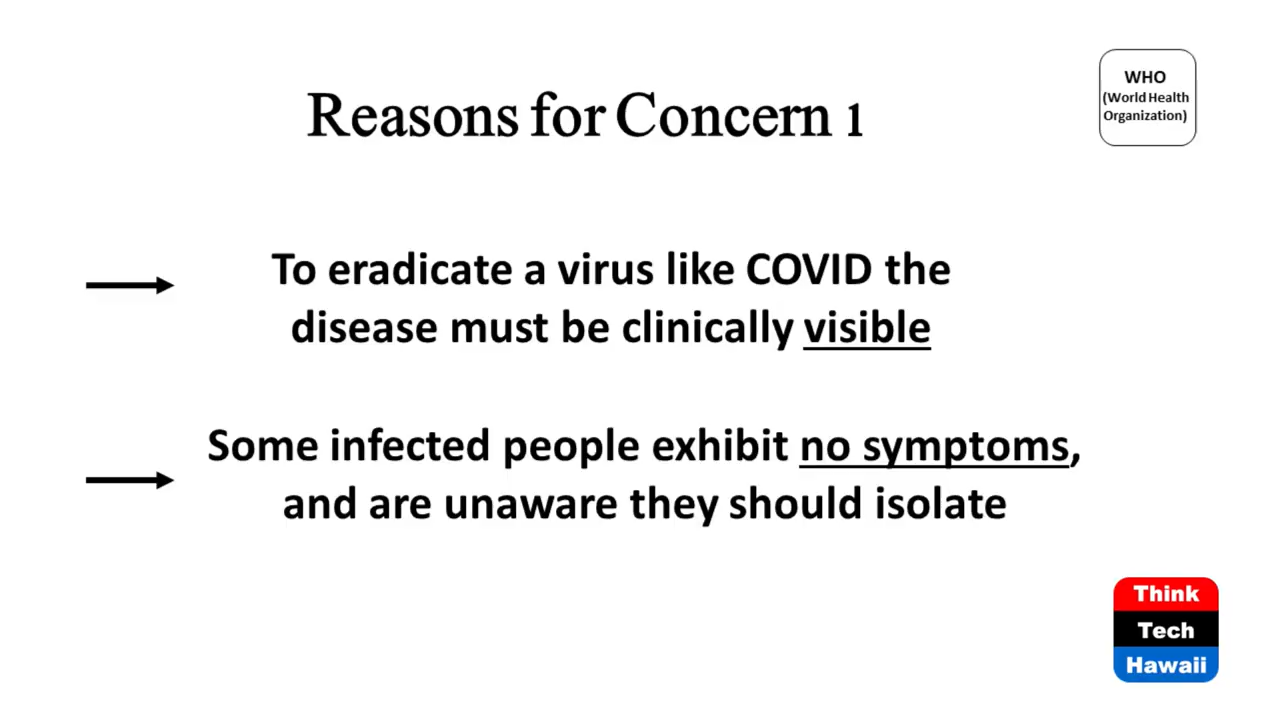 WHO
(World Health
Organization)
Reasons for Concern 1
To eradicate a virus like COVID the
disease must be clinically visible
Some infected people exhibit no symptoms,
and are unaware they should isolate
Think
Tech
Hawaii